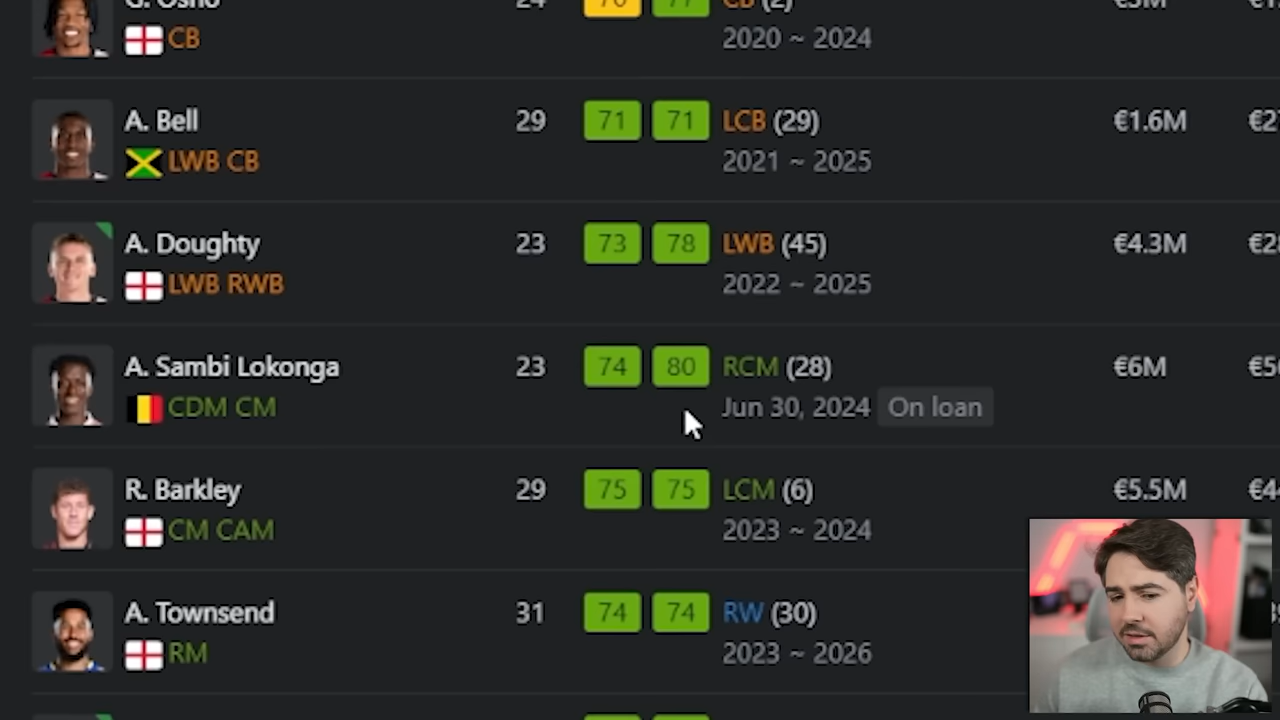 CB
2020 ~ 2024
A. Bell 29 71 71 LCB (29) €1.6M
LWB CB 2021 ~ 2025
A. Doughty 23 73 78 LWB (45) €4.3M
LWB RWB 2022 ~ 2025
A. Sambi Lokonga 23 74 80 RCM (28) €6M
CDM CM Jun 30, 2024 On loan
R. Barkley 29 75 75 LCM (6) €5.5M
CM CAM 2023 ~ 2024
A. Townsend 31 74 74 RW (30)
RM 2023 ~ 2026